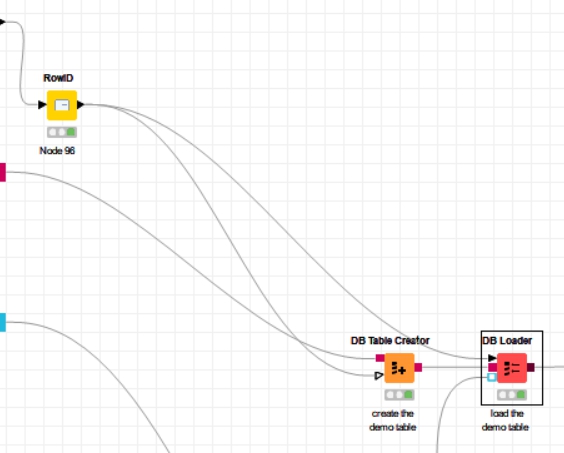 RowID
Node 96
DB Table Creator
create the
demo table
DB Loader
load the
demo table